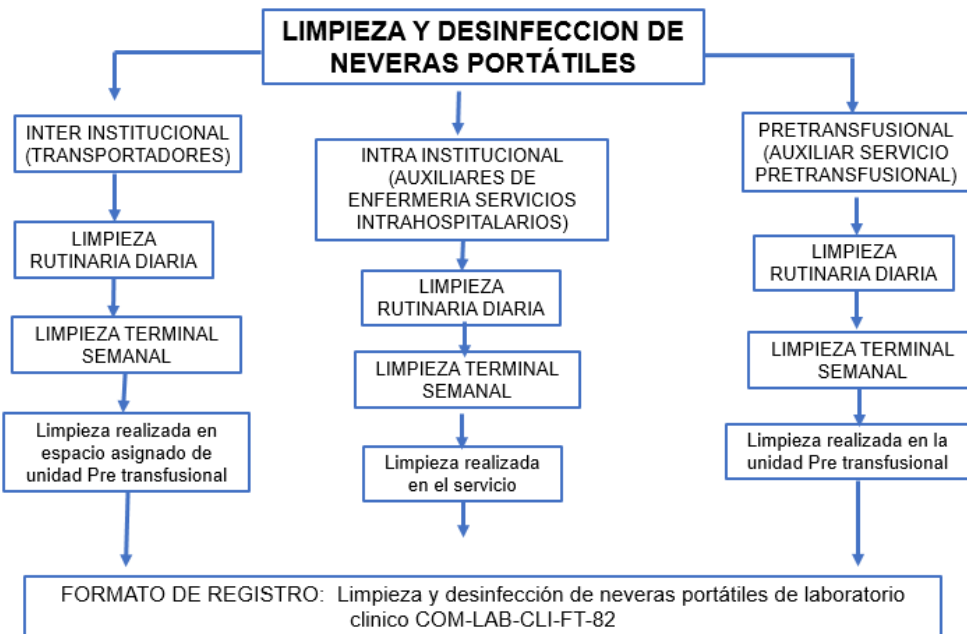 LIMPIEZA Y DESINFECCION DE
NEVERAS PORTÁTILES
INTER INSTITUCIONAL
(TRANSPORTADORES)
LIMPIEZA
RUTINARIA DIARIA
LIMPIEZA TERMINAL
SEMANAL
Limpieza realizada en
espacio asignado de
unidad Pre transfusional
INTRA INSTITUCIONAL
(AUXILIARES DE
ENFERMERIA SERVICIOS
INTRAHOSPITALARIOS)
LIMPIEZA
RUTINARIA DIARIA
LIMPIEZA TERMINAL
SEMANAL
Limpieza realizada
en el servicio
PRETRANSFUSIONAL
(AUXILIAR SERVICIO
PRETRANSFUSIONAL)
LIMPIEZA
RUTINARIA DIARIA
LIMPIEZA TERMINAL
SEMANAL
Limpieza realizada en la
unidad Pre transfusional
FORMATO DE REGISTRO: Limpieza y desinfección de neveras portátiles de laboratorio
clinico COM-LAB-CLI-FT-82